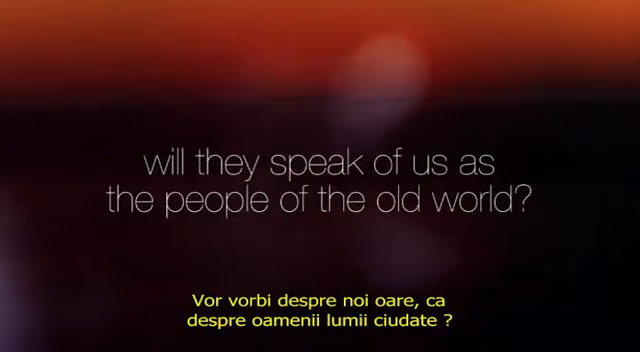 will they speak of us as
the people of the old world?
Vor vorbi despre noi oare, ca
despre oamenii lumii ciudate ?